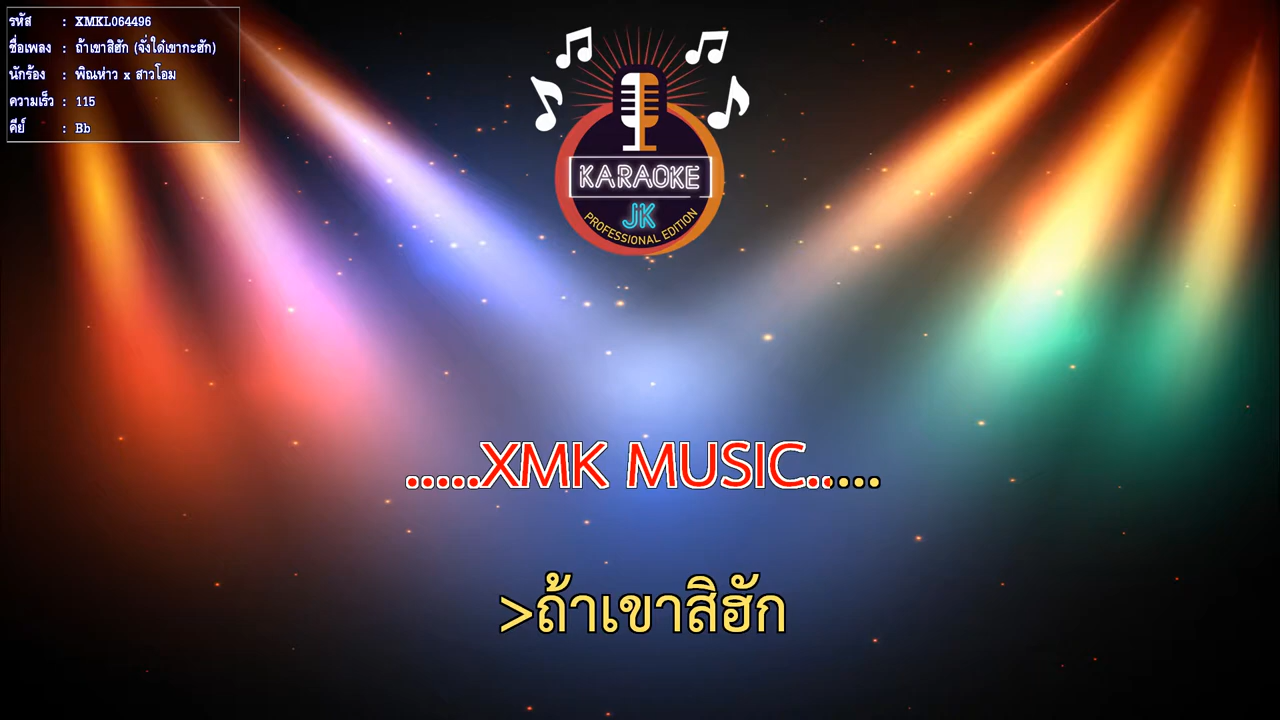 รหัส : XMKL064496
ชื่อเพลง : ถ้าเขาสิฮัก (จั่งใด๋เขากะฮัก)
นักร้อง : พิณห่าว x สาวโอม
ความเร็ว : 115
คีย์ : Bb
KARAOKE
JK
PROFESSIONAL EDITION
.....XMK MUSIC.....
>ถ้าเขาสิฮัก